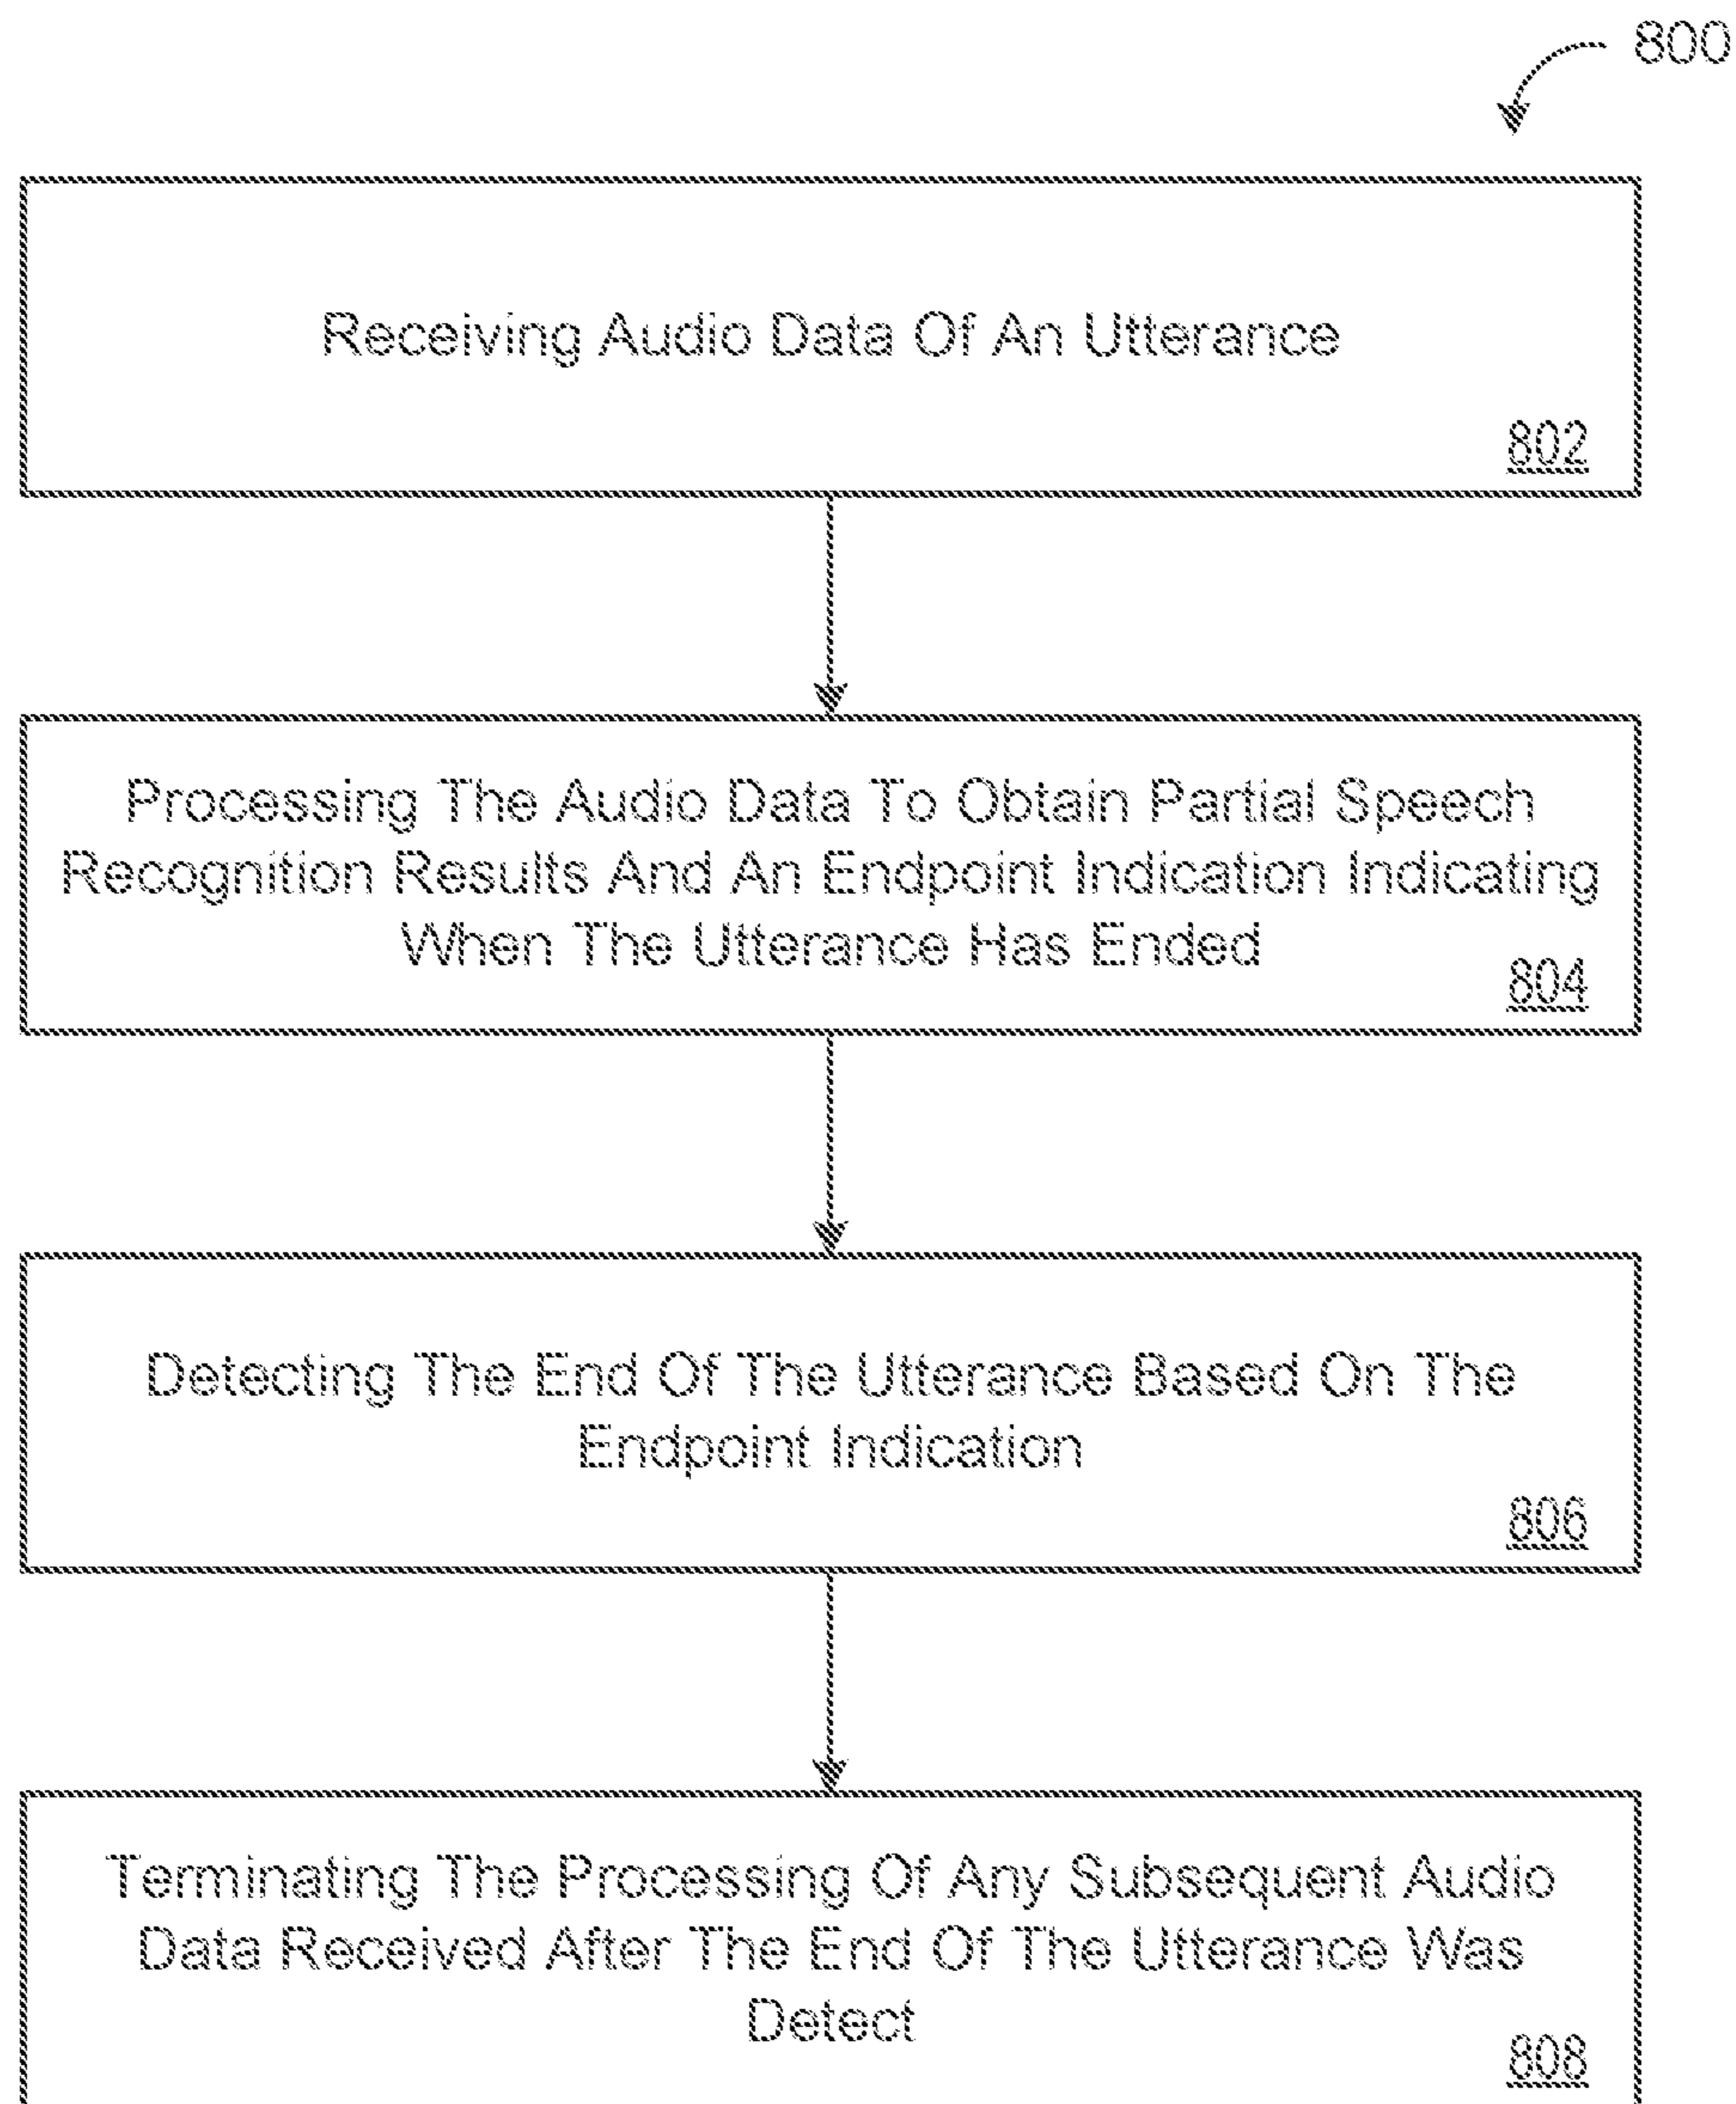 800
Receiving Audio Data Of An Utterance
802
Processing The Audio Data To Obtain Partial Speech
Recognition Results And An Endpoint Indication Indicating
When The Utterance Has Ended
804
Detecting The End Of The Utterance Based On The
Endpoint Indication
806
Terminating The Processing Of Any Subsequent Audio
Data Received After The End Of The Utterance Was
Detect
808